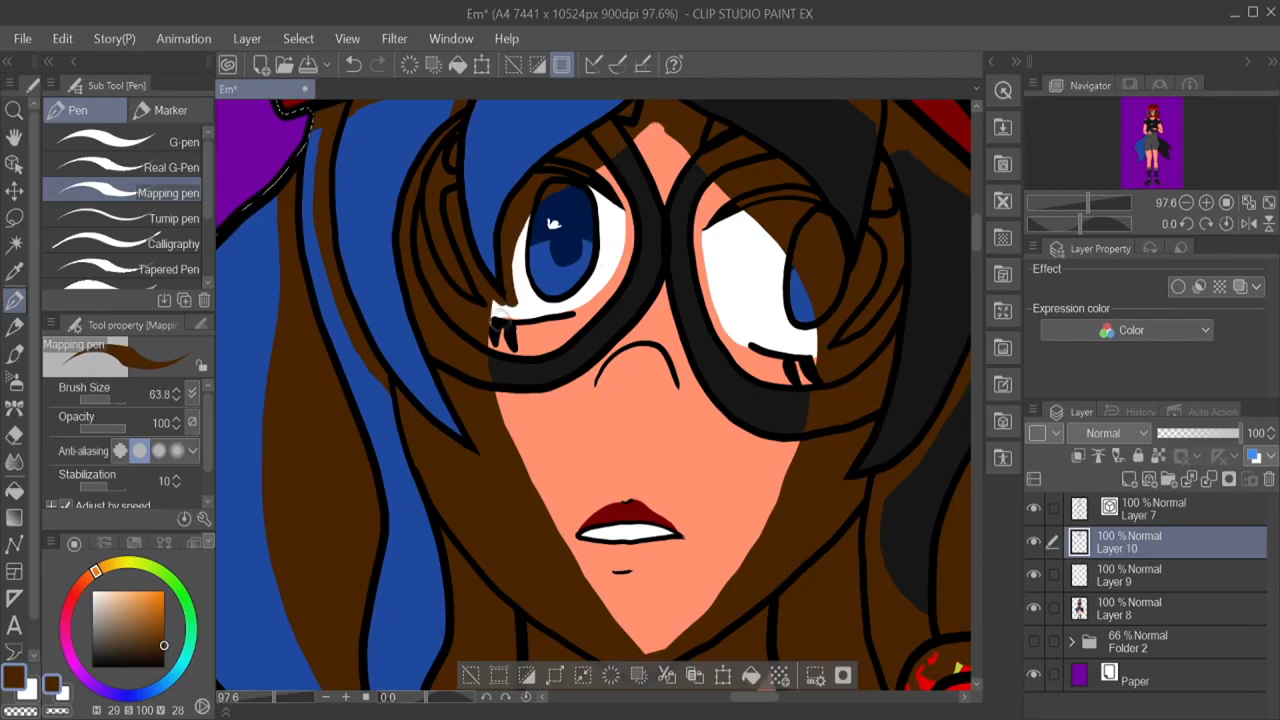 Em* (A4 7441 x 10524px 900dpi 97.6%) - CLIP STUDIO PAINT EX
File Edit Story(P) Animation Layer Select View Filter Window Help
Sub Tool [Pen]
Em*
Navigator
Pen Marker
G-pen
Real G-Pen
Mapping pen
Turnip pen
Calligraphy
Tapered Pen
97.6
0.0
Layer Property
Effect
Expression color
Color
Tool property [Mappir
Mapping pen
Brush Size 63.8
Opacity 100
Anti-aliasing
Stabilization 10
Adjust by speed
Layer History Auto Action
Normal 100
100 % Normal
Layer 7
100 % Normal
Layer 10
100 % Normal
Layer 9
100 % Normal
Layer 8
66 % Normal
Folder 2
Paper
97.6 0.0
H 29 S 100 V 28